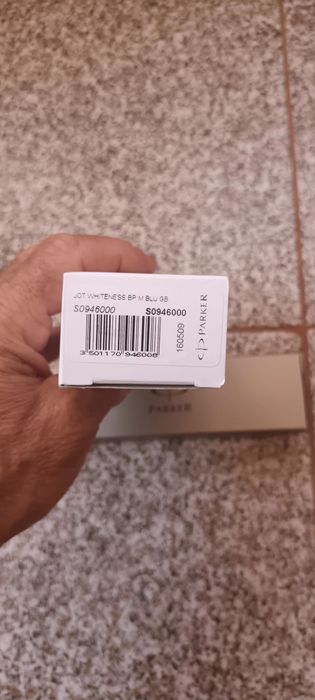 JOT WHITENESS BP M BLU GB
S0946000 S0946000
3 501170 946008
160509
PARKER
PARKER